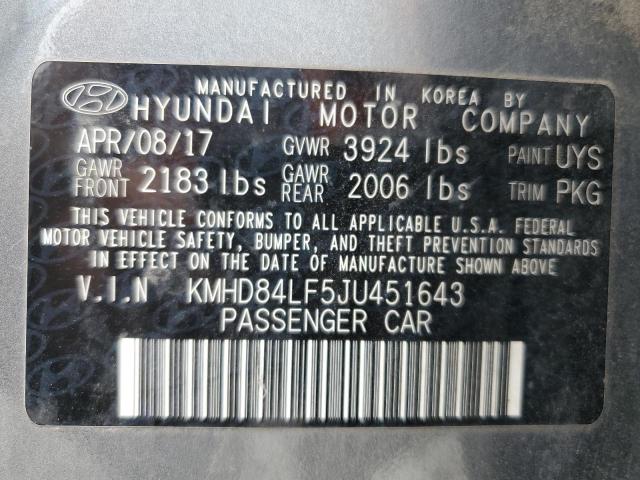 MANUFACTURED IN KOREA BY
HYUNDAI MOTOR COMPANY
APR/08/17 GVWR 3924 lbs PAINT UYS
GAWR FRONT 2183 lbs GAWR REAR 2006 lbs TRIM PKG
THIS VEHICLE CONFORMS TO ALL APPLICABLE U.S.A. FEDERAL
MOTOR VEHICLE SAFETY, BUMPER, AND THEFT PREVENTION STANDARDS
IN EFFECT ON THE DATE OF MANUFACTURE SHOWN ABOVE
V.I.N KMHD84LF5JU451643
PASSENGER CAR